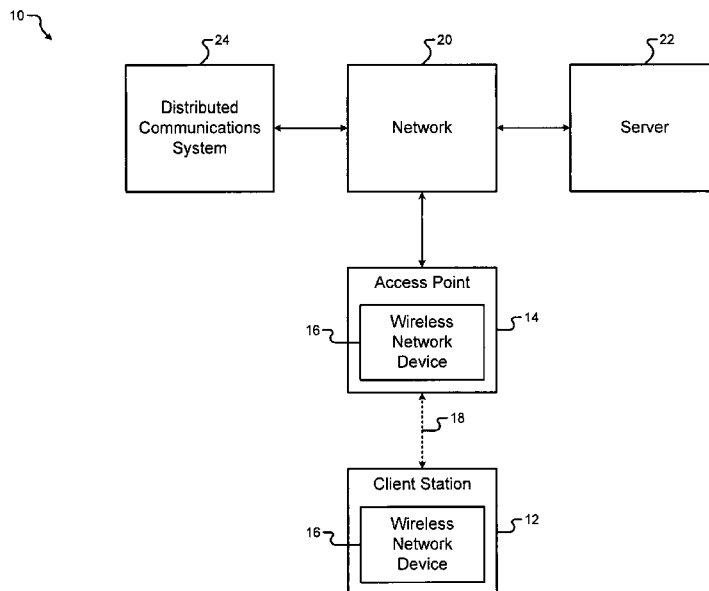 10
24
20
22
Distributed
Communications
System
Network
Server
Access Point
14
16
Wireless
Network
Device
18
Client Station
12
16
Wireless
Network
Device